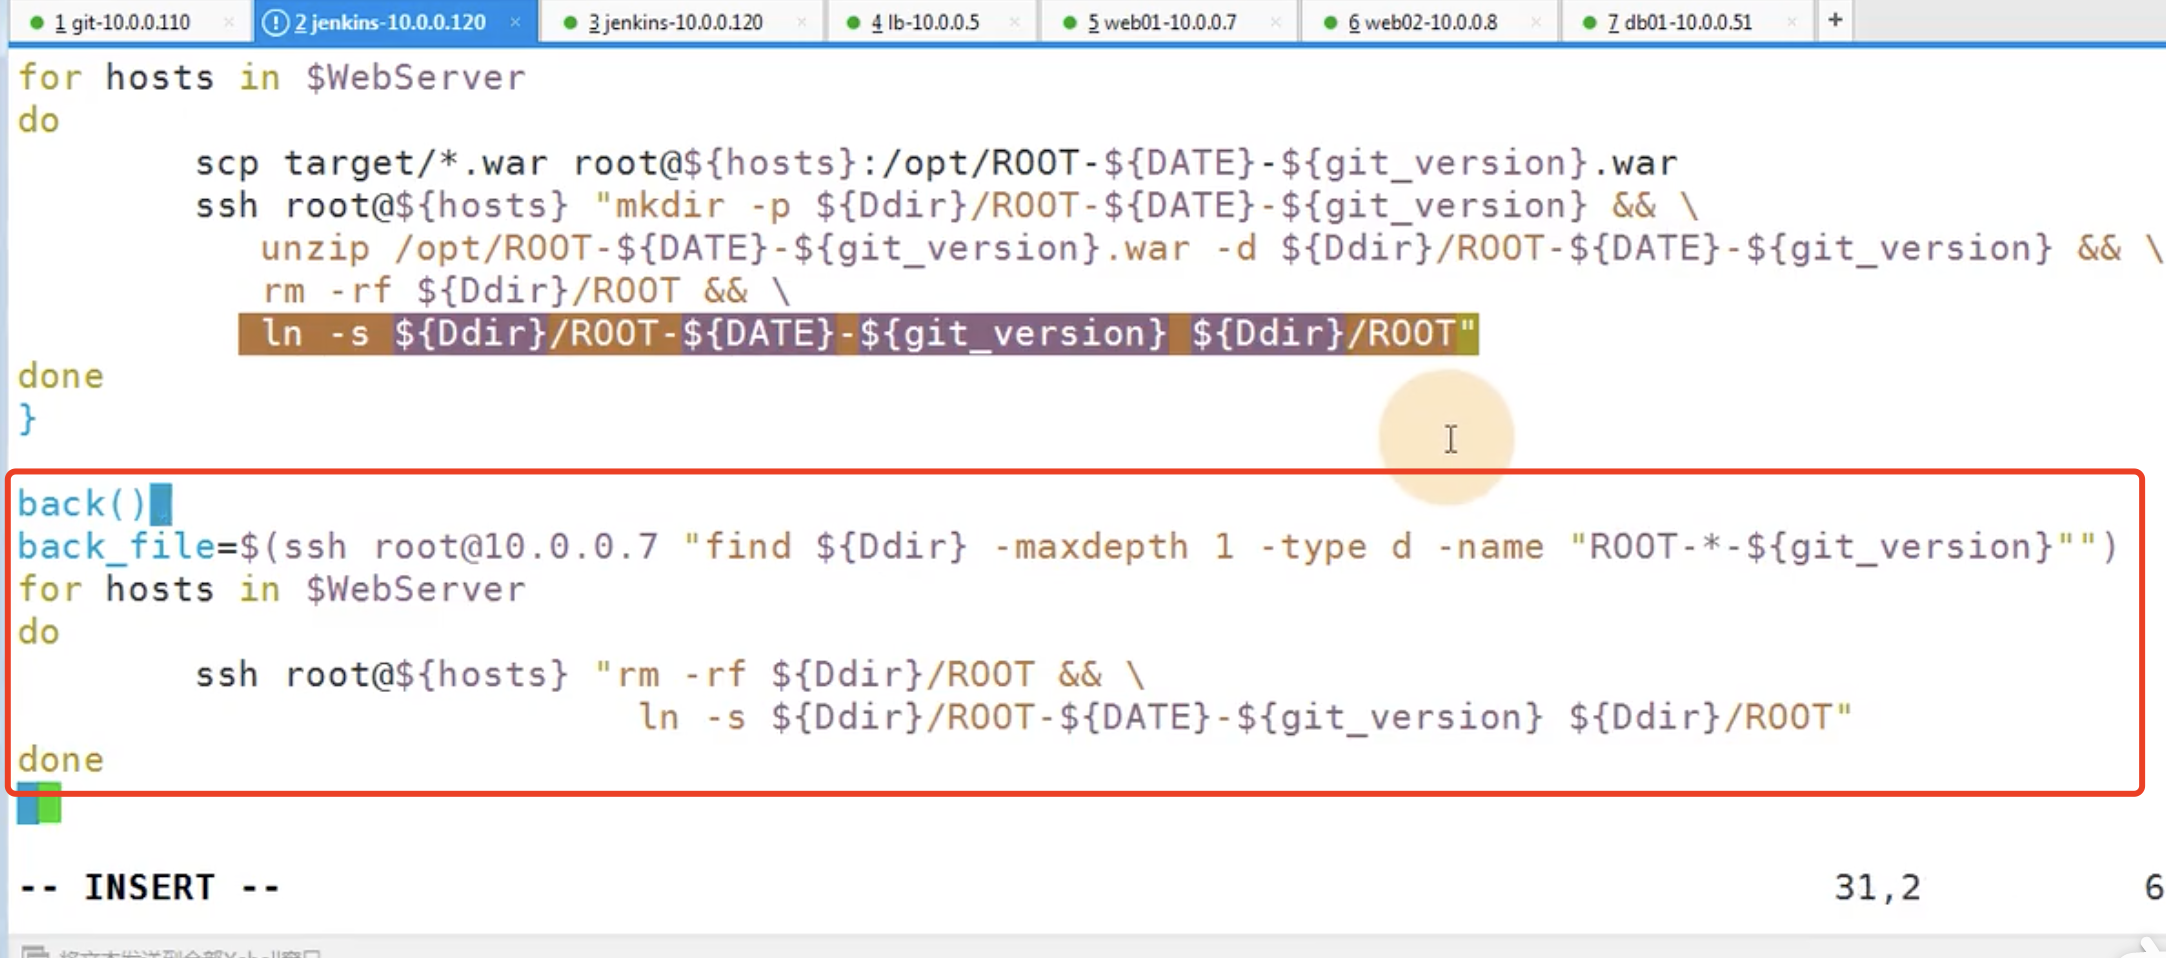 1 git-10.0.0.110 × 2 jenkins-10.0.0.120 × 3 jenkins-10.0.0.120 × 4 lb-10.0.0.5 × 5 web01-10.0.0.7 × 6 web02-10.0.0.8 × 7 db01-10.0.0.51 × +
for hosts in $WebServer
do
scp target/*.war root@${hosts}:/opt/ROOT-${DATE}-${git_version}.war
ssh root@${hosts} "mkdir -p ${Ddir}/ROOT-${DATE}-${git_version} && \
unzip /opt/ROOT-${DATE}-${git_version}.war -d ${Ddir}/ROOT-${DATE}-${git_version} && \
rm -rf ${Ddir}/ROOT && \
ln -s ${Ddir}/ROOT-${DATE}-${git_version} ${Ddir}/ROOT"
done
}
back()
back_file=$(ssh root@10.0.0.7 "find ${Ddir} -maxdepth 1 -type d -name "ROOT-*-${git_version}"")
for hosts in $WebServer
do
ssh root@${hosts} "rm -rf ${Ddir}/ROOT && \
ln -s ${Ddir}/ROOT-${DATE}-${git_version} ${Ddir}/ROOT"
done
-- INSERT -- 31,2 6